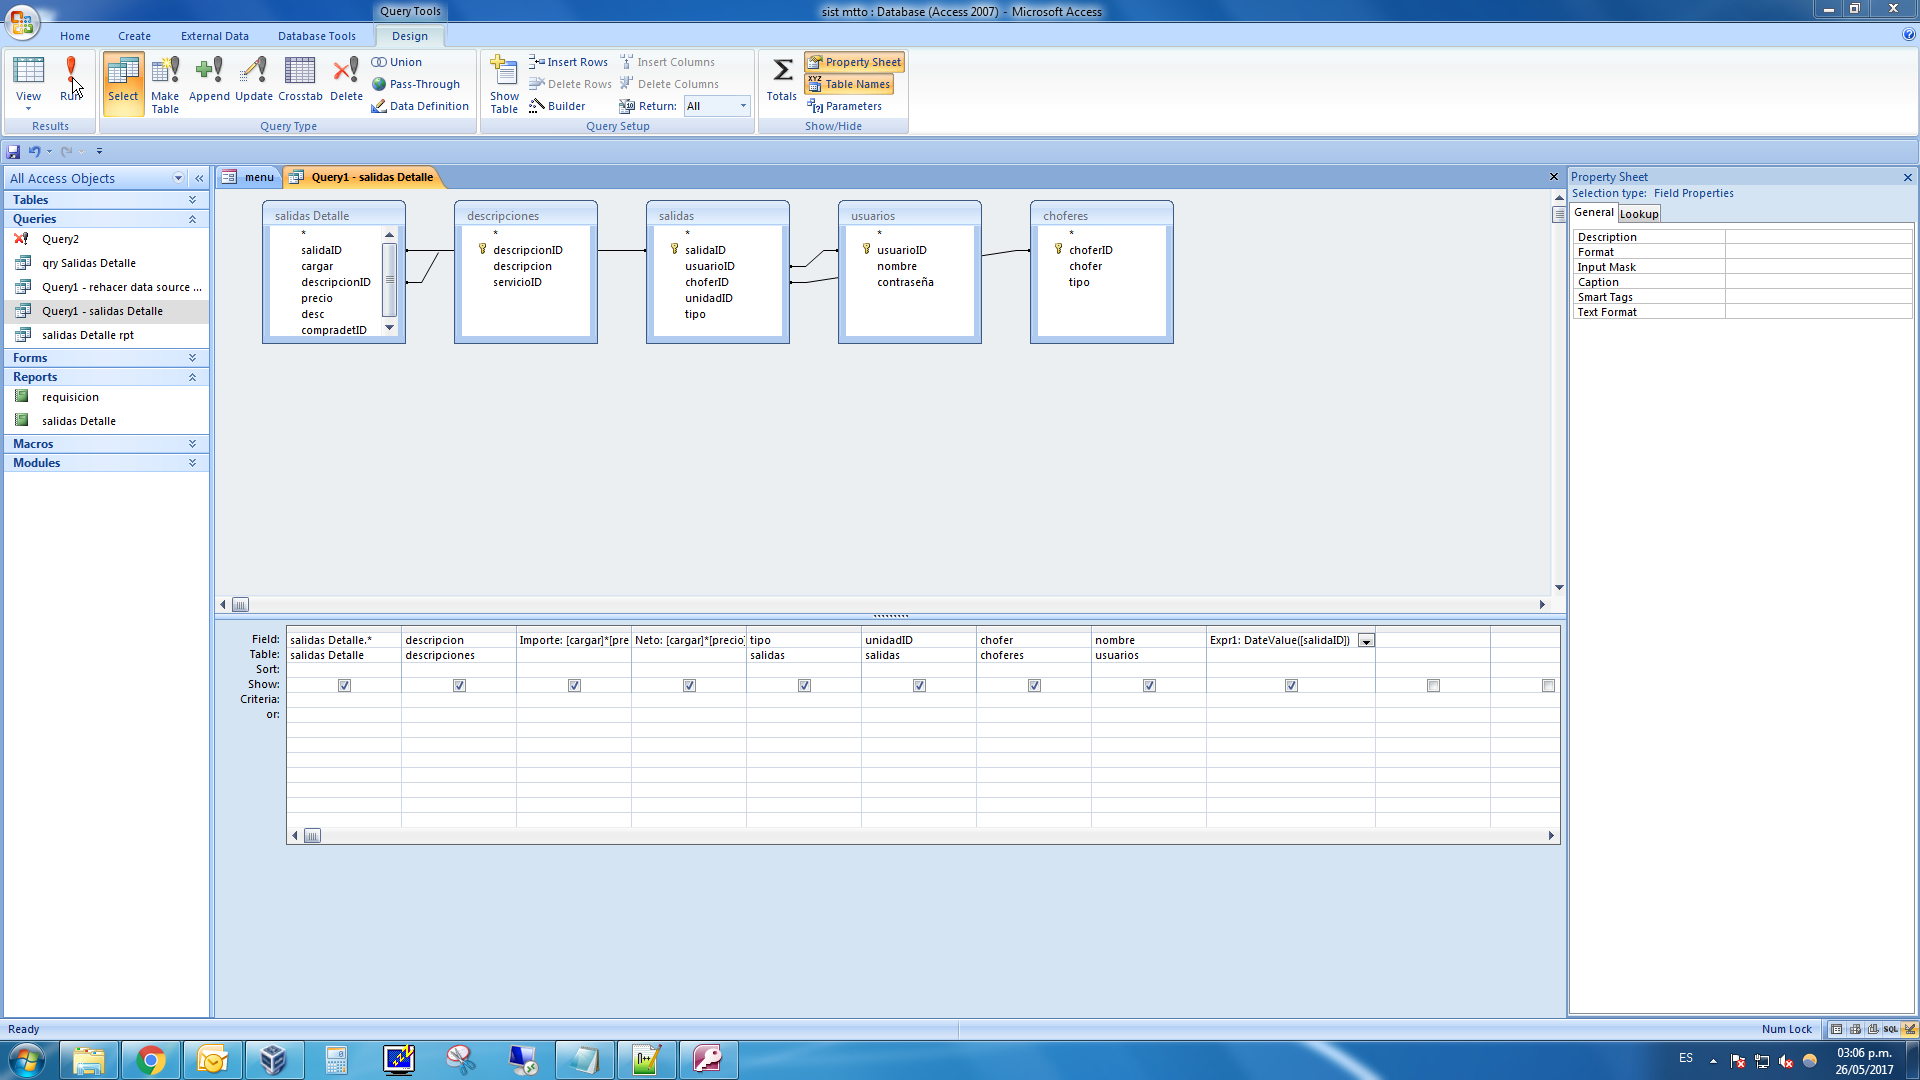 Query Tools
sist mtto : Database (Access 2007) - Microsoft Access
Home
Create
External Data
Database Tools
Design
View
Run
Results
Select
Make Table
Append
Update
Crosstab
Delete
Union
Pass-Through
Data Definition
Query Type
Show Table
Insert Rows
Delete Rows
Builder
Insert Columns
Delete Columns
Return: All
Query Setup
Totals
Property Sheet
XYZ Table Names
Parameters
Show/Hide
All Access Objects
Tables
Queries
Query2
qry Salidas Detalle
Query1 - rehacer data source ...
Query1 - salidas Detalle
salidas Detalle rpt
Forms
Reports
requisicion
salidas Detalle
Macros
Modules
menu
Query1 - salidas Detalle
salidas Detalle
*
salidaID
cargar
descripcionID
precio
desc
compradetID
descripciones
*
descripcionID
descripcion
servicioID
salidas
*
salidaID
usuarioID
choferID
unidadID
tipo
usuarios
*
usuarioID
nombre
contraseña
choferes
*
choferID
chofer
tipo
Field: salidas Detalle.* descripcion Importe: [cargar]*[pre Neto: [cargar]*[precio] tipo unidadID chofer nombre Expr1: DateValue([salidaID])
Table: salidas Detalle descripciones salidas salidas choferes usuarios
Sort:
Show:
Criteria:
or:
Property Sheet
Selection type: Field Properties
General Lookup
Description
Format
Input Mask
Caption
Smart Tags
Text Format
Ready
Num Lock
SQL
ES
03:06 p.m.
26/05/2017